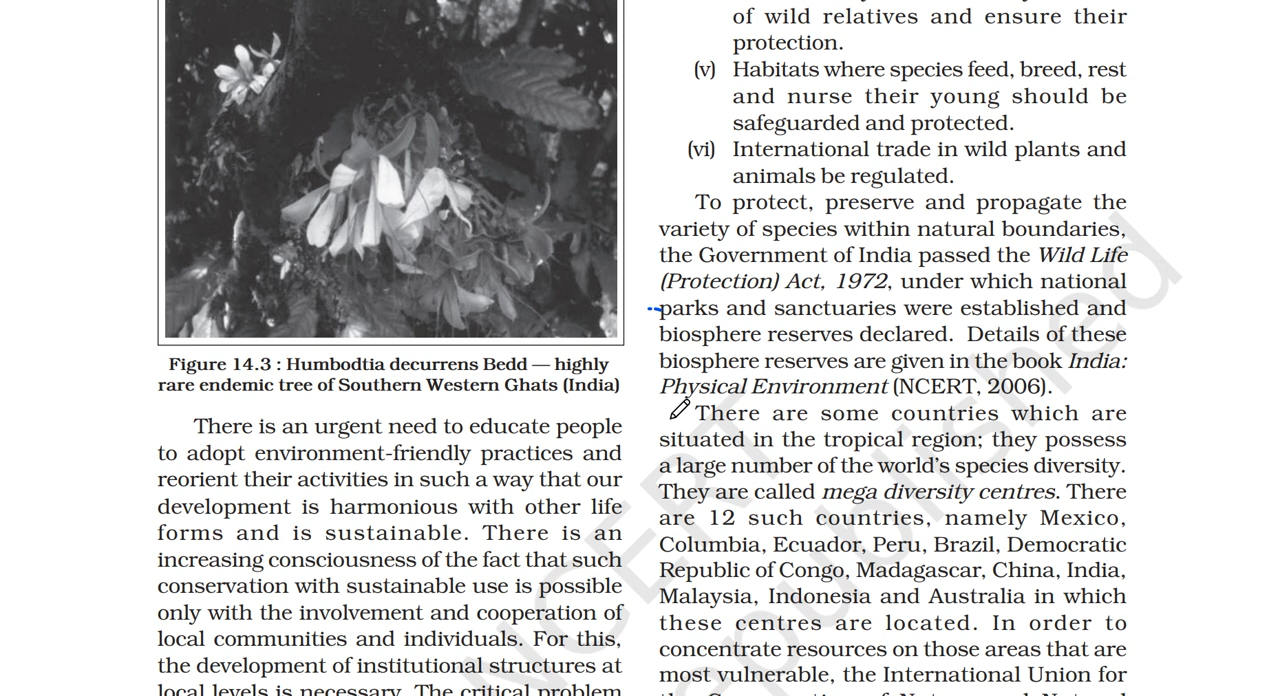 Figure 14.3 : Humbodtia decurrens Bedd — highly
rare endemic tree of Southern Western Ghats (India)
There is an urgent need to educate people
to adopt environment-friendly practices and
reorient their activities in such a way that our
development is harmonious with other life
forms and is sustainable. There is an
increasing consciousness of the fact that such
conservation with sustainable use is possible
only with the involvement and cooperation of
local communities and individuals. For this,
the development of institutional structures at
local levels is necessary. The critical problem
of wild relatives and ensure their
protection.
(v) Habitats where species feed, breed, rest
and nurse their young should be
safeguarded and protected.
(vi) International trade in wild plants and
animals be regulated.
To protect, preserve and propagate the
variety of species within natural boundaries,
the Government of India passed the Wild Life
(Protection) Act, 1972, under which national
parks and sanctuaries were established and
biosphere reserves declared. Details of these
biosphere reserves are given in the book India:
Physical Environment (NCERT, 2006).
There are some countries which are
situated in the tropical region; they possess
a large number of the world's species diversity.
They are called mega diversity centres. There
are 12 such countries, namely Mexico,
Columbia, Ecuador, Peru, Brazil, Democratic
Republic of Congo, Madagascar, China, India,
Malaysia, Indonesia and Australia in which
these centres are located. In order to
concentrate resources on those areas that are
most vulnerable, the International Union for
NCERT
republished